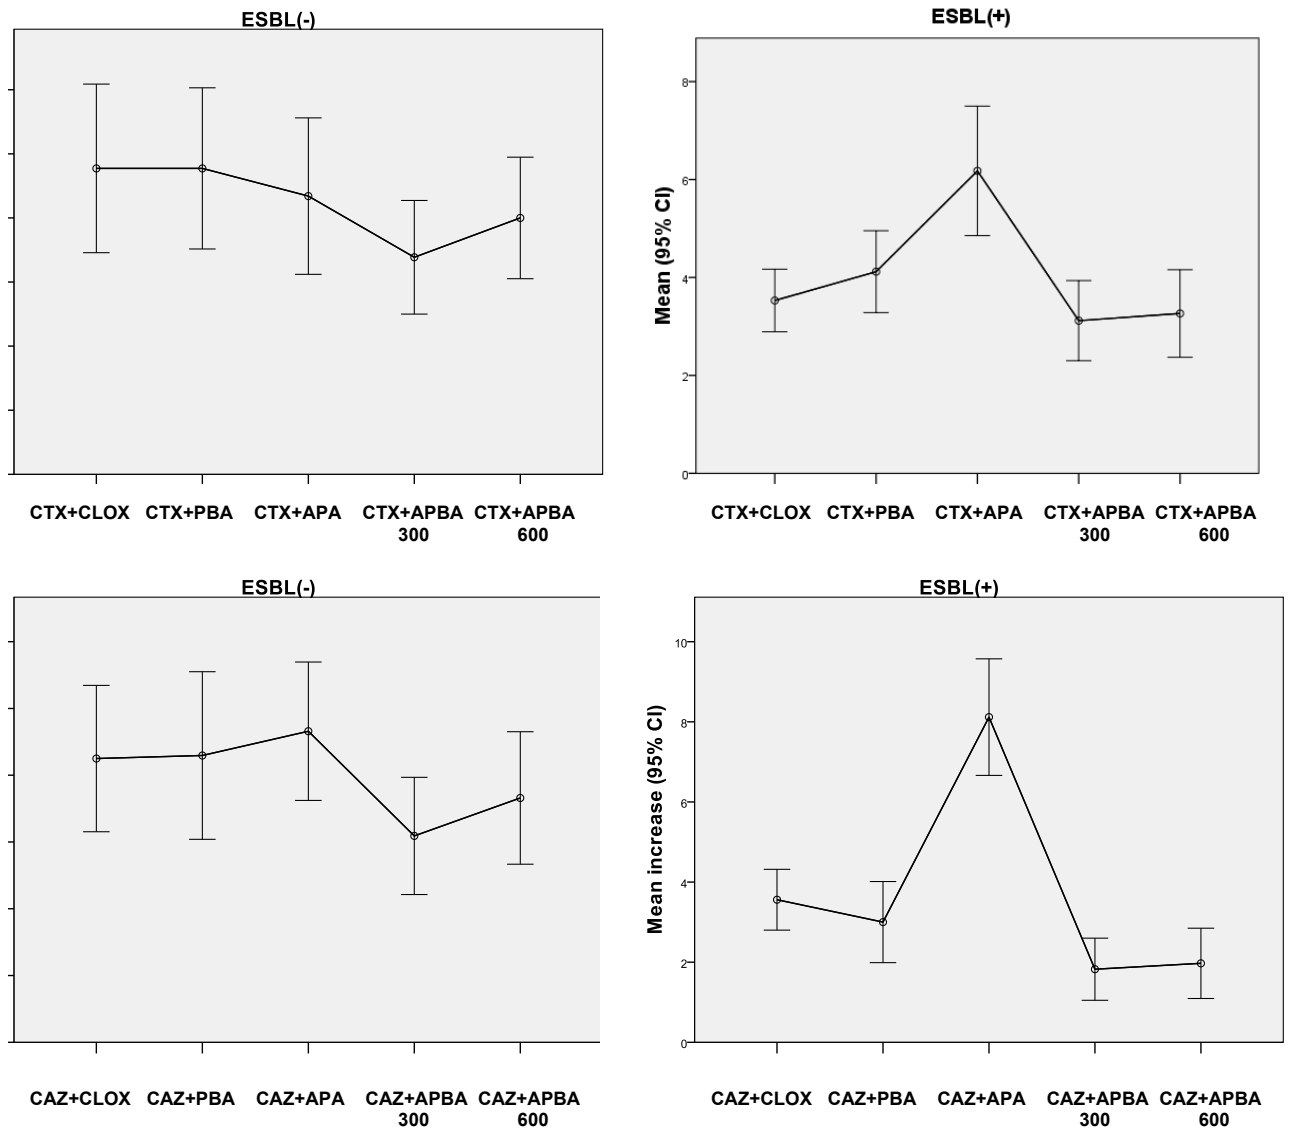 ESBL(-)
CTX+CLOX CTX+PBA CTX+APA CTX+APBA CTX+APBA
300 600
ESBL(+)
Mean (95% CI)
8
6
4
2
0
CTX+CLOX CTX+PBA CTX+APA CTX+APBA CTX+APBA
300 600
ESBL(-)
CAZ+CLOX CAZ+PBA CAZ+APA CAZ+APBA CAZ+APBA
300 600
ESBL(+)
Mean increase (95% CI)
10
8
6
4
2
0
CAZ+CLOX CAZ+PBA CAZ+APA CAZ+APBA CAZ+APBA
300 600